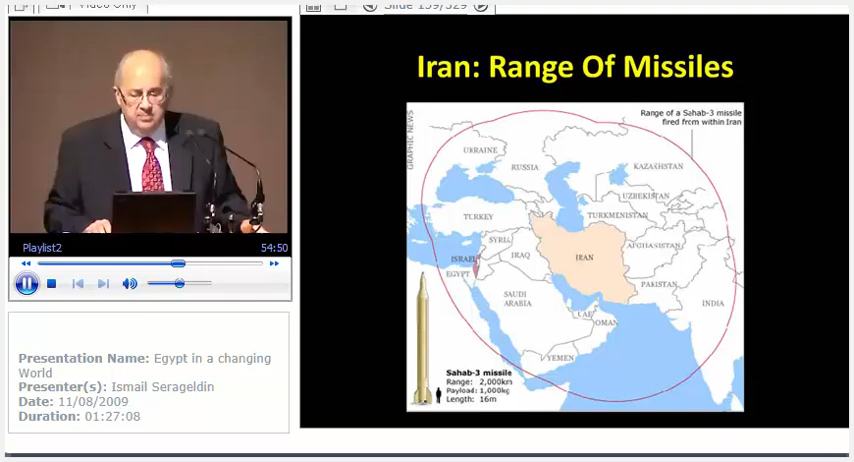 Video Only
Slide 159/329
Iran: Range Of Missiles
GRAPHIC NEWS
Range of a Sahab-3 missile
fired from within Iran
UKRAINE
RUSSIA
KAZAKHSTAN
UZBEKISTAN
TURKEY
TURKMENISTAN
SYRIA
AFGHANISTAN
ISRAEL
IRAQ
IRAN
EGYPT
PAKISTAN
SAUDI
ARABIA
INDIA
UAE
OMAN
YEMEN
Sahab-3 missile
Range: 2,000km
Payload: 1,000kg
Length: 16m
Playlist2
54:50
Presentation Name: Egypt in a changing
World
Presenter(s): Ismail Serageldin
Date: 11/08/2009
Duration: 01:27:08